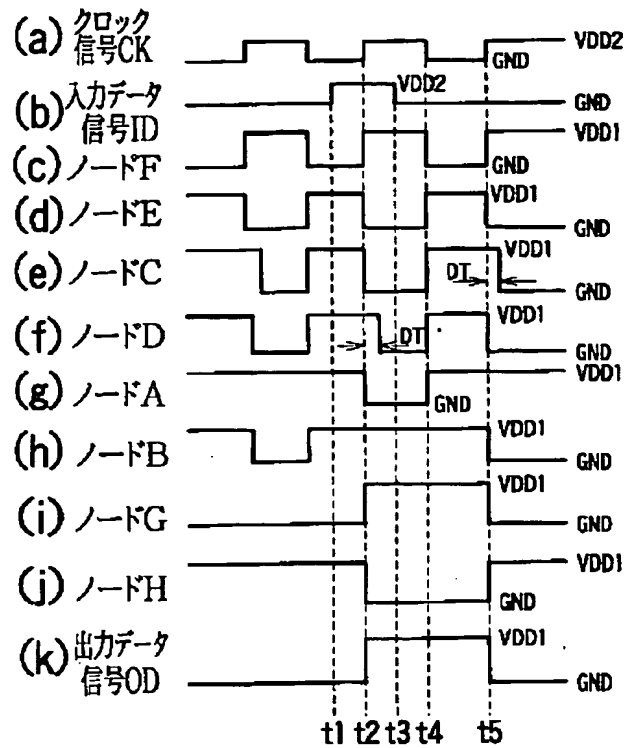 (a) クロック
信号CK
VDD2
GND
(b) 入力データ
信号ID
VDD2
GND
(c) ノードF
VDD1
GND
(d) ノードE
VDD1
GND
(e) ノードC
VDD1
DT
GND
(f) ノードD
VDD1
DT
GND
(g) ノードA
VDD1
GND
(h) ノードB
VDD1
GND
(i) ノードG
VDD1
GND
(j) ノードH
VDD1
GND
(k) 出力データ
信号OD
VDD1
GND
t1 t2 t3 t4 t5